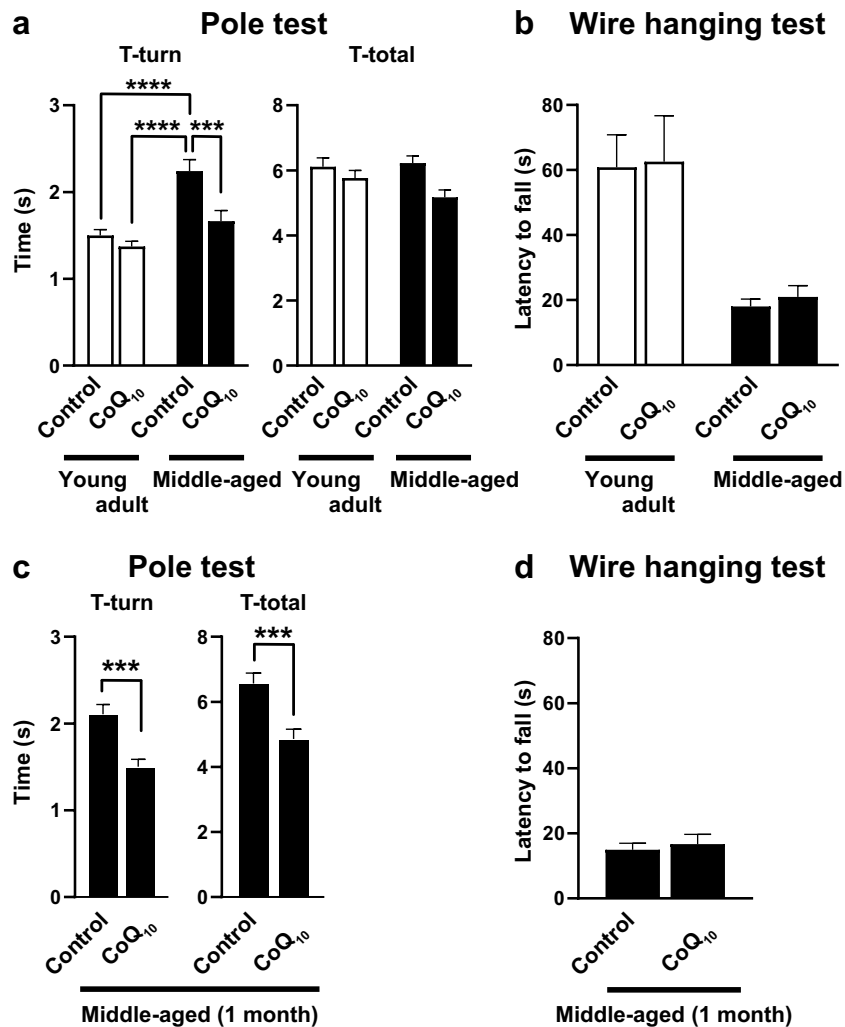 a Pole test
T-turn
T-total
Time (s)
3
2
1
0
****
****
***
8
6
4
2
0
Control
CoQ₁₀
Control
CoQ₁₀
Control
CoQ₁₀
Control
CoQ₁₀
Young adult
Middle-aged
Young adult
Middle-aged
b Wire hanging test
Latency to fall (s)
80
60
40
20
0
Control
CoQ₁₀
Control
CoQ₁₀
Young adult
Middle-aged
c Pole test
T-turn
T-total
Time (s)
3
2
1
0
***
8
6
4
2
0
***
Control
CoQ₁₀
Control
CoQ₁₀
Middle-aged (1 month)
d Wire hanging test
Latency to fall (s)
80
60
40
20
0
Control
CoQ₁₀
Middle-aged (1 month)